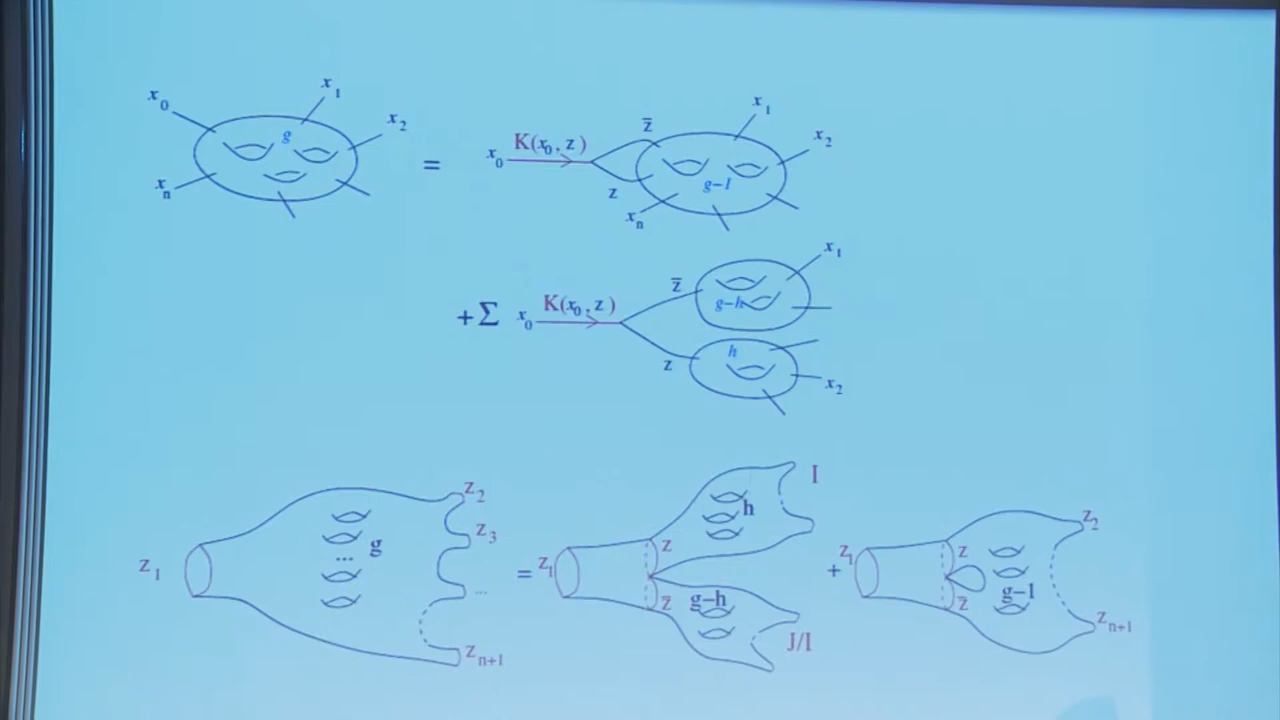 x₀ x₁ x₂ xₙ g
=
x₀ K(x₀, z) z̄ z x₁ x₂ xₙ g−1
+ Σ x₀ K(x₀, z) z̄ z g−h x₁ h x₂
z₁ g ... z₂ z₃ ... zₙ₊₁
= z₁ z z̄ h I g−h J/I
+ z₁ z z̄ g−1 z₂ zₙ₊₁